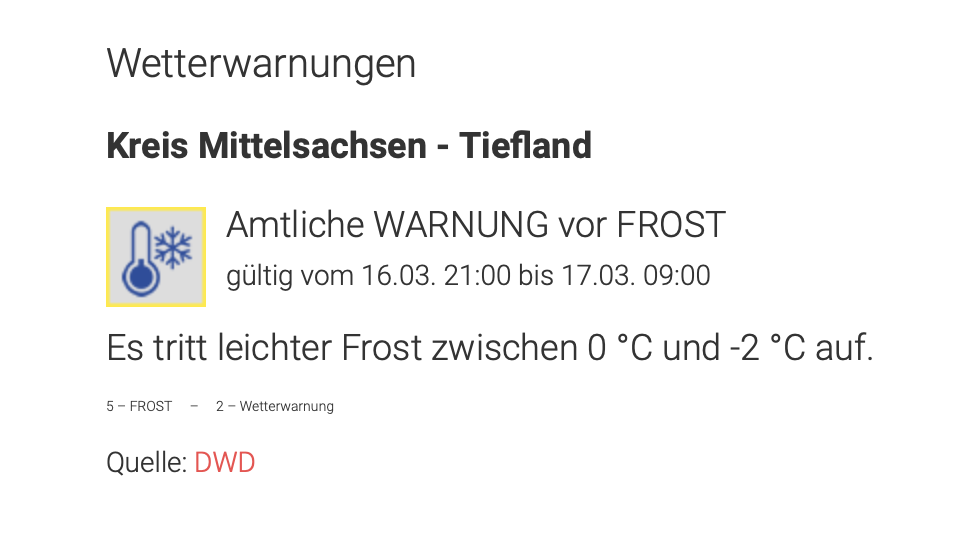 Wetterwarnungen
Kreis Mittelsachsen - Tiefland
Amtliche WARNUNG vor FROST
gültig vom 16.03. 21:00 bis 17.03. 09:00
Es tritt leichter Frost zwischen 0 °C und -2 °C auf.
5 – FROST – 2 – Wetterwarnung
Quelle: DWD